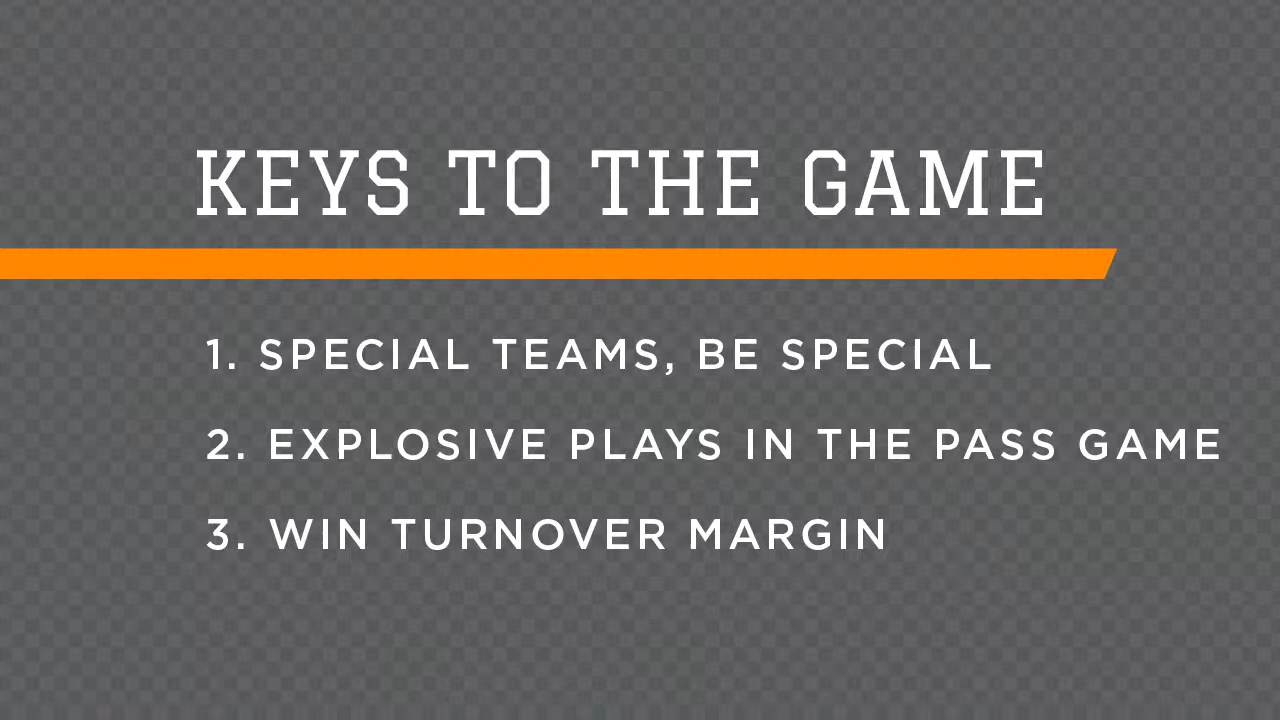 KEYS TO THE GAME
1. SPECIAL TEAMS, BE SPECIAL
2. EXPLOSIVE PLAYS IN THE PASS GAME
3. WIN TURNOVER MARGIN